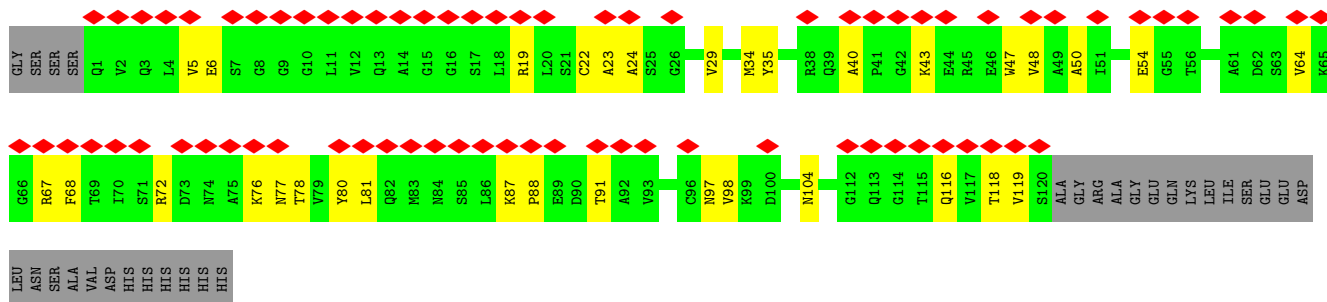 GLY SER SER SER Q1 V2 Q3 L4 V5 E6 S7 G8 G9 G10 L11 V12 Q13 A14 G15 G16 S17 L18 R19 L20 S21 C22 A23 A24 S25 G26 V29 M34 Y35 R38 Q39 A40 P41 G42 K43 E44 R45 E46 W47 V48 A49 A50 I51 E54 G55 T56 A61 D62 S63 V64 K65
G66 R67 F68 T69 I70 S71 R72 D73 N74 A75 K76 N77 T78 V79 Y80 L81 Q82 M83 N84 S85 L86 K87 P88 E89 D90 T91 A92 V93 C96 N97 V98 K99 D100 N104 G112 Q113 G114 T115 Q116 V117 T118 V119 S120 ALA GLY ARG ALA GLY GLU GLN LYS LEU ILE SER GLU GLU ASP
LEU ASN SER ALA VAL ASP HIS HIS HIS HIS HIS HIS